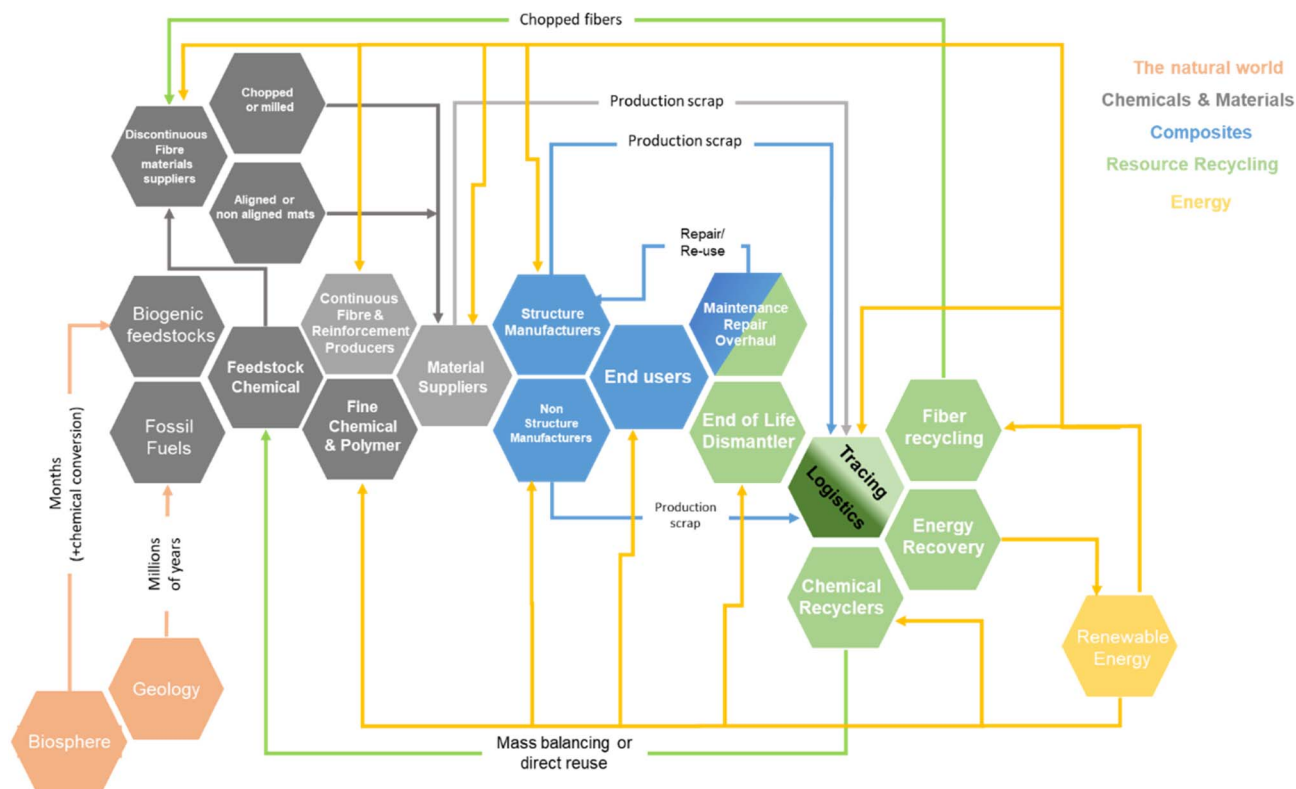 Chopped fibers
The natural world
Chemicals & Materials
Composites
Resource Recycling
Energy
Chopped
or milled
Production scrap
Production scrap
Discontinuous
Fibre
materials
suppliers
Aligned or
non aligned mats
Repair/
Re-use
Biogenic
feedstocks
Continuous
Fibre &
Reinforcement
Producers
Structure
Manufacturers
Maintenance
Repair
Overhaul
Feedstock
Chemical
Material
Suppliers
End users
Fossil
Fuels
Fine
Chemical
& Polymer
Non
Structure
Manufacturers
End of Life
Dismantler
Fiber
recycling
Tracing
Logistics
Months
(+chemical conversion)
Millions
of years
Production
scrap
Energy
Recovery
Chemical
Recyclers
Renewable
Energy
Geology
Biosphere
Mass balancing or
direct reuse